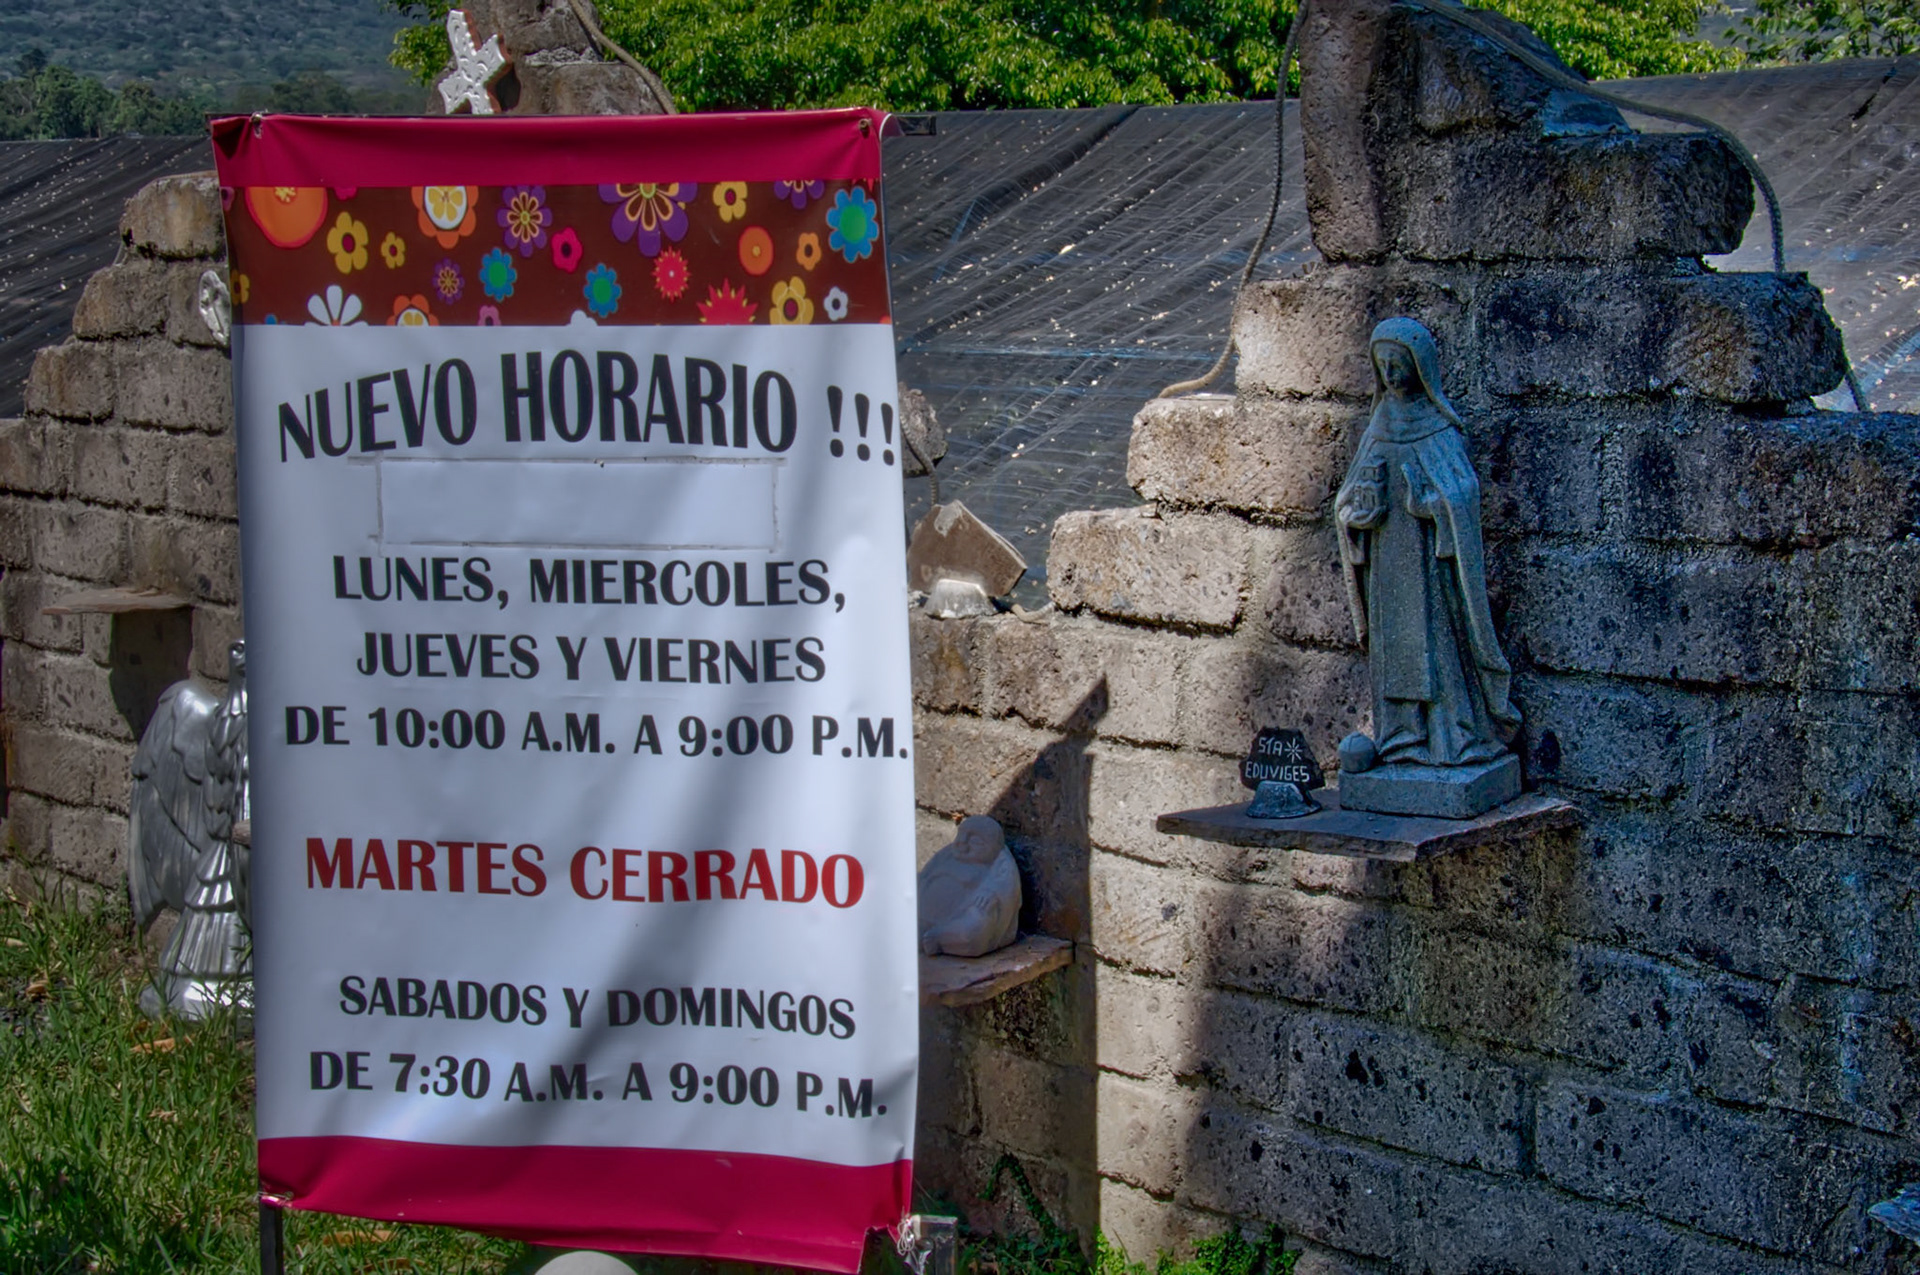 NUEVO HORARIO !!!
LUNES, MIERCOLES,
JUEVES Y VIERNES
DE 10:00 A.M. A 9:00 P.M.
MARTES CERRADO
SABADOS Y DOMINGOS
DE 7:30 A.M. A 9:00 P.M.
STA
EDUVIGES